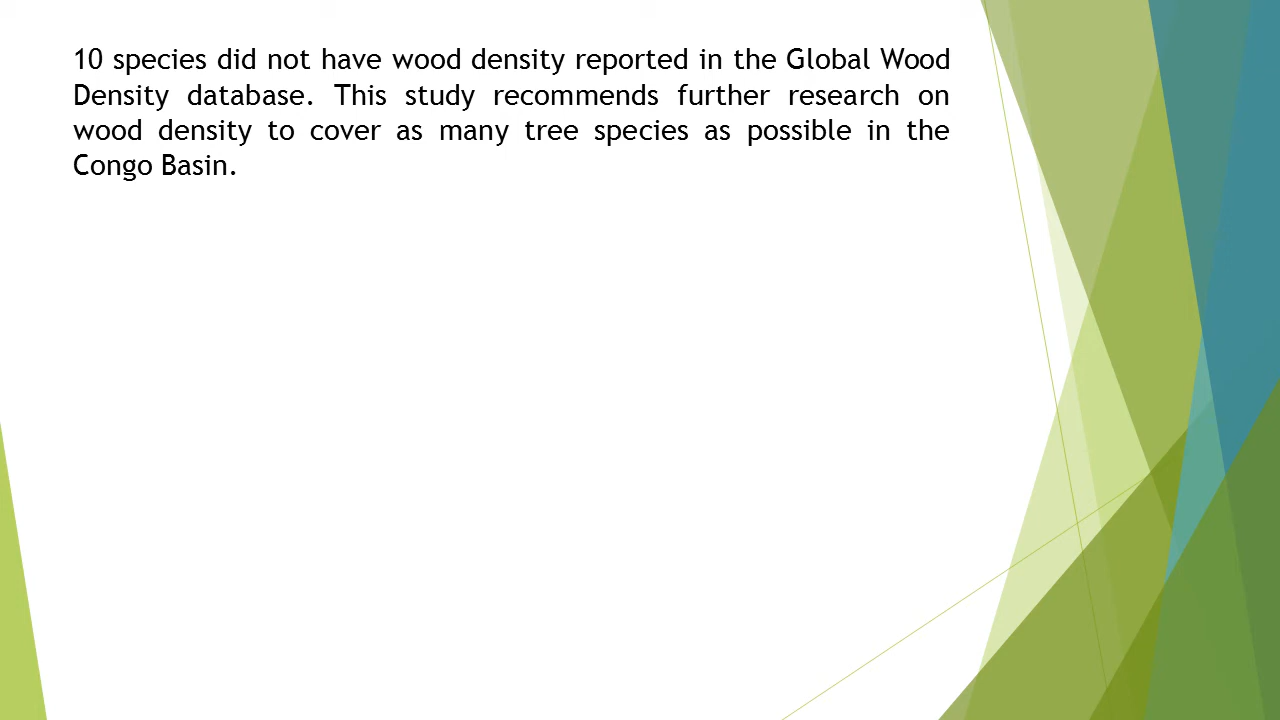 10 species did not have wood density reported in the Global Wood
Density database. This study recommends further research on
wood density to cover as many tree species as possible in the
Congo Basin.